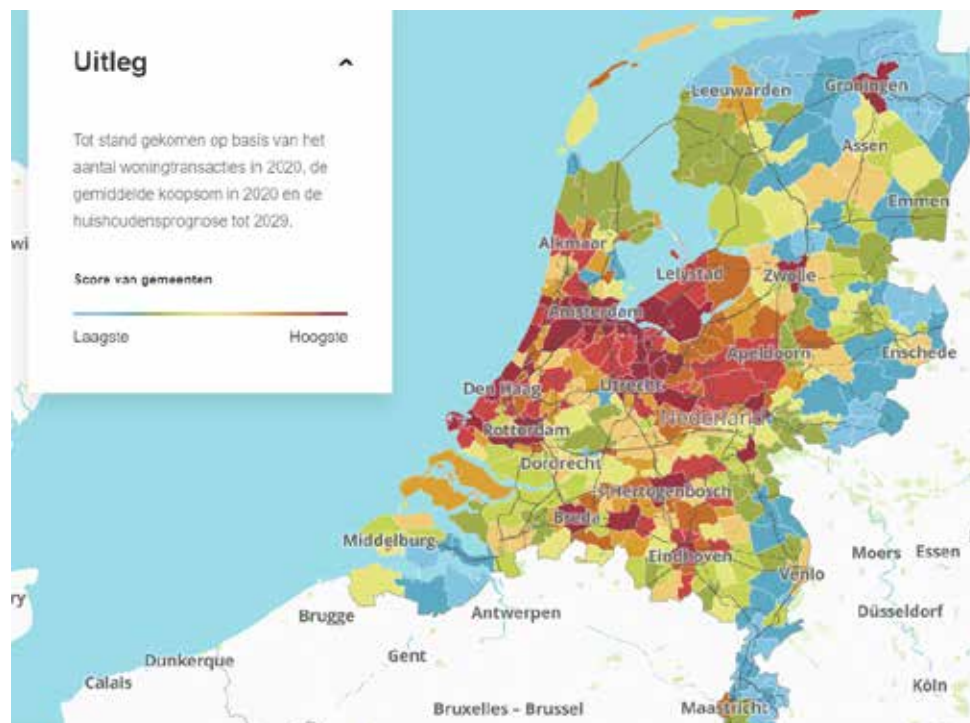 Uitleg
Tot stand gekomen op basis van het
aantal woningtransacties in 2020, de
gemiddelde koopsom in 2020 en de
huishoudensprognose tot 2029.
Score van gemeenten
Laagste Hoogste
Leeuwarden
Groningen
Assen
Emmen
wi
Alkmaar
Lelystad
Zwolle
Amsterdam
Apeldoorn
Enschede
Den Haag
Utrecht
Nederland
Rotterdam
Dordrecht
's-Hertogenbosch
Breda
Middelburg
Eindhoven
Moers
Essen
Venlo
ry
Brugge
Antwerpen
Düsseldorf
Gent
Dunkerque
Calais
Köln
Bruxelles - Brussel
Maastricht